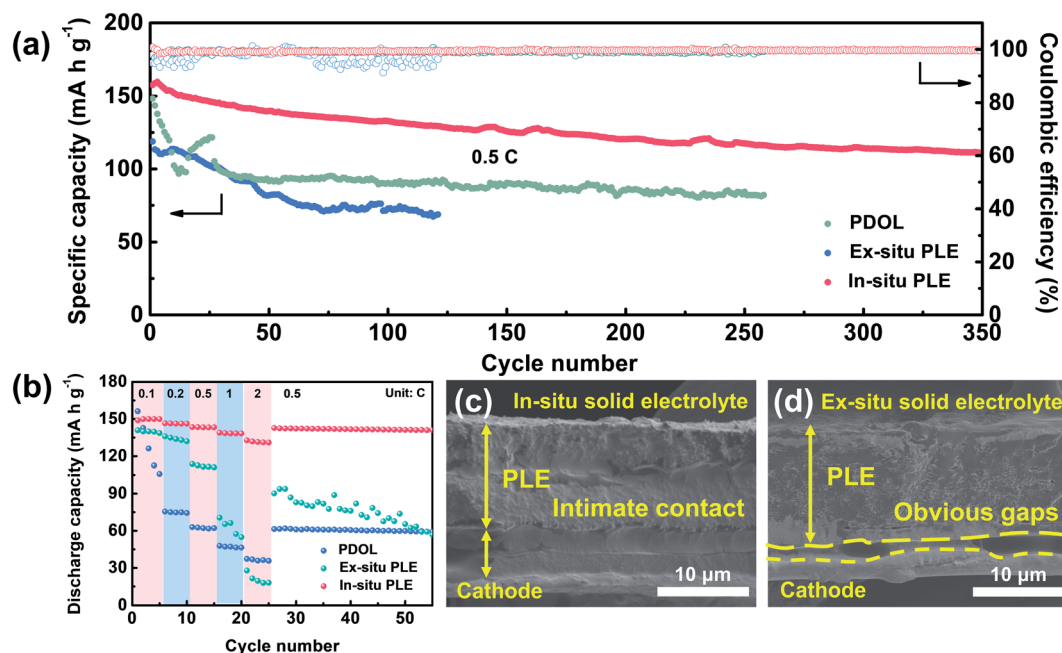 (a)
200
175
150
125
100
75
50
25
0
Specific capacity (mA h g⁻¹)
0 50 100 150 200 250 300 350
Cycle number
100
80
60
40
20
0
Coulombic efficiency (%)
0.5 C
PDOL
Ex-situ PLE
In-situ PLE
(b)
180
150
120
90
60
30
0
Discharge capacity (mA h g⁻¹)
0.1 0.2 0.5 1 2 0.5 Unit: C
PDOL
Ex-situ PLE
In-situ PLE
0 10 20 30 40 50
Cycle number
(c)
In-situ solid electrolyte
PLE
Intimate contact
Cathode
10 μm
(d)
Ex-situ solid electrolyte
PLE
Obvious gaps
Cathode
10 μm